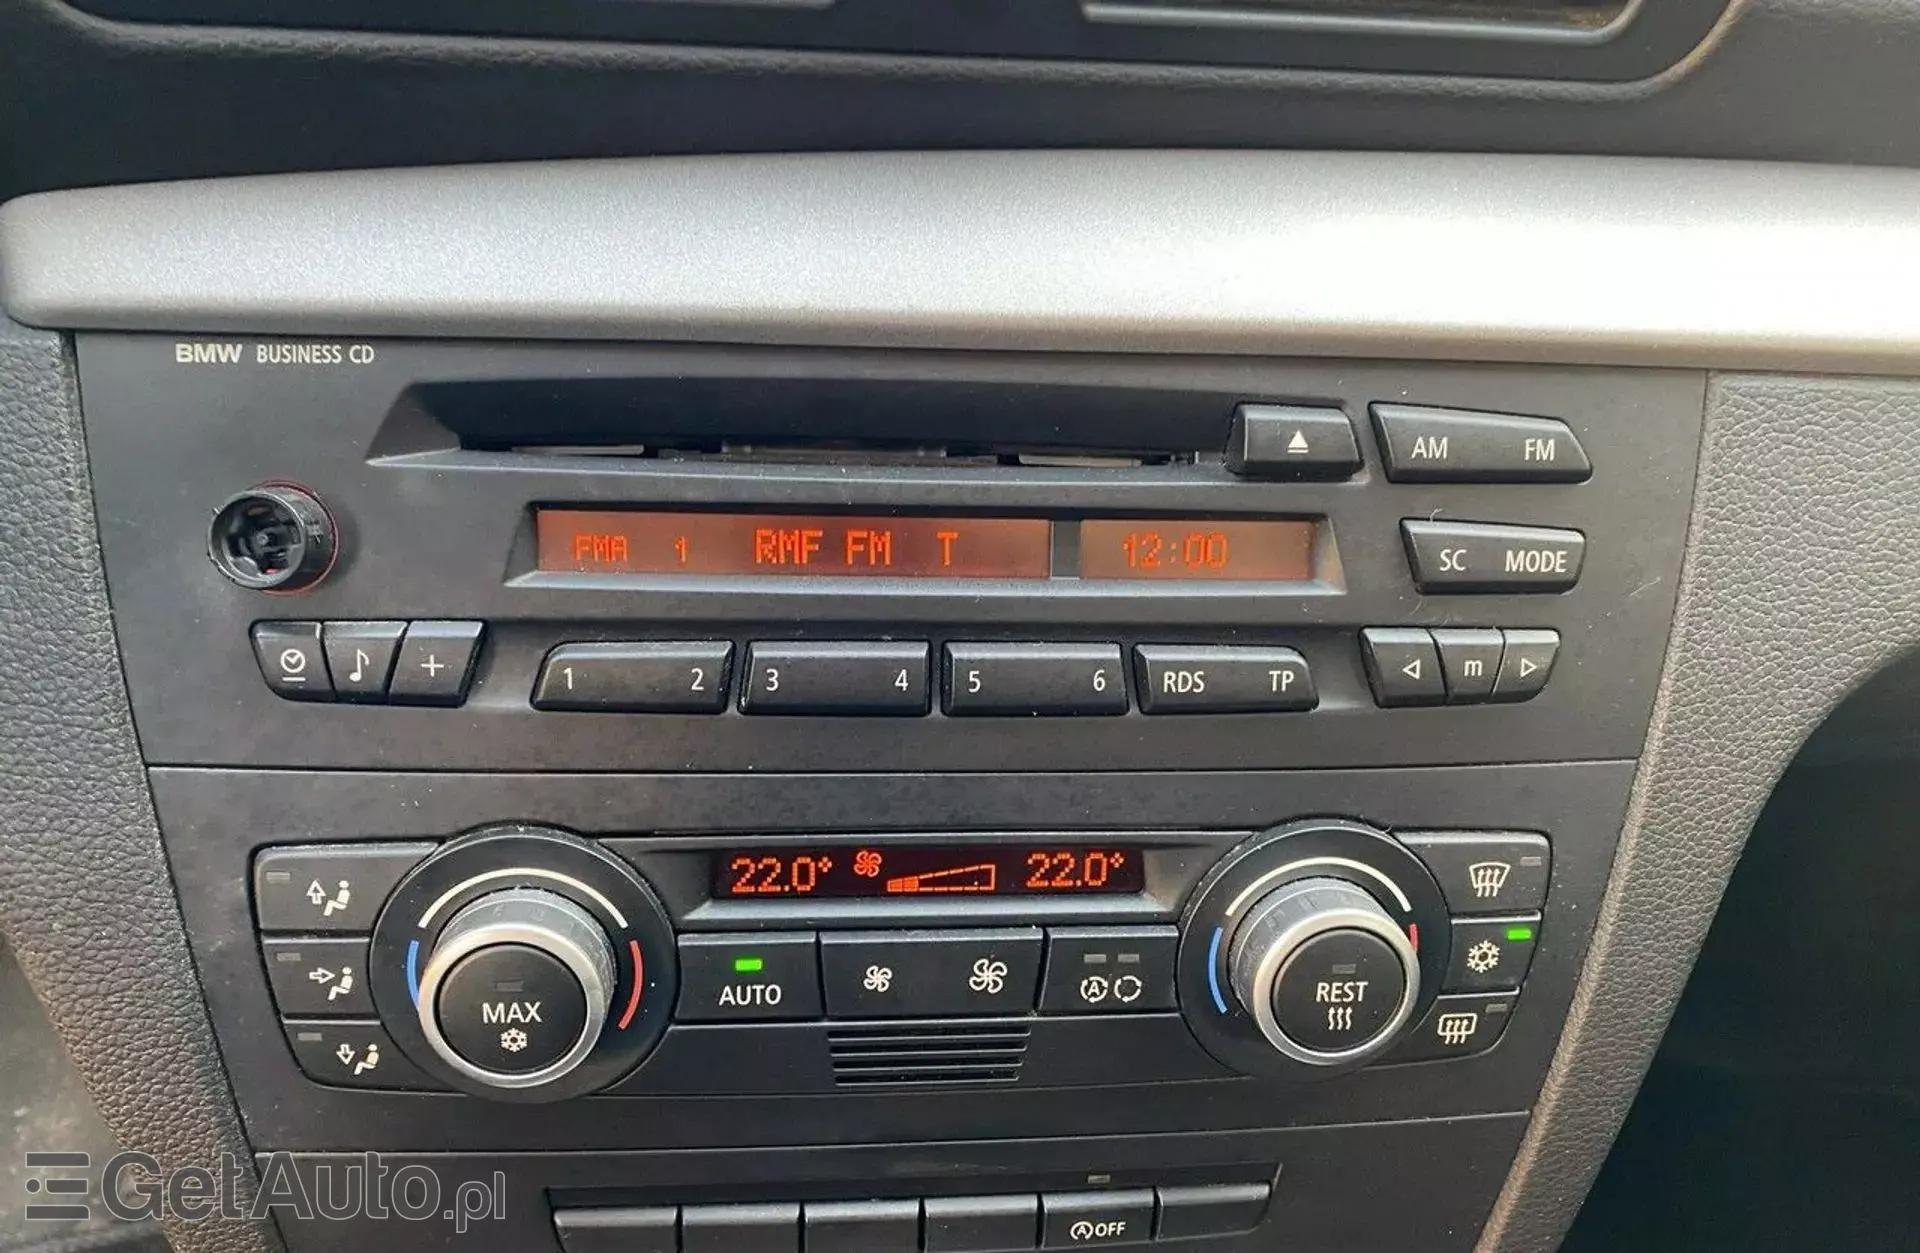 BMW BUSINESS CD
AM FM
FMA 1 RMF FM T 12:00
SC MODE
1 2 3 4 5 6 RDS TP m
22.0° 22.0°
AUTO
MAX
REST
A
A OFF
GetAuto.pl